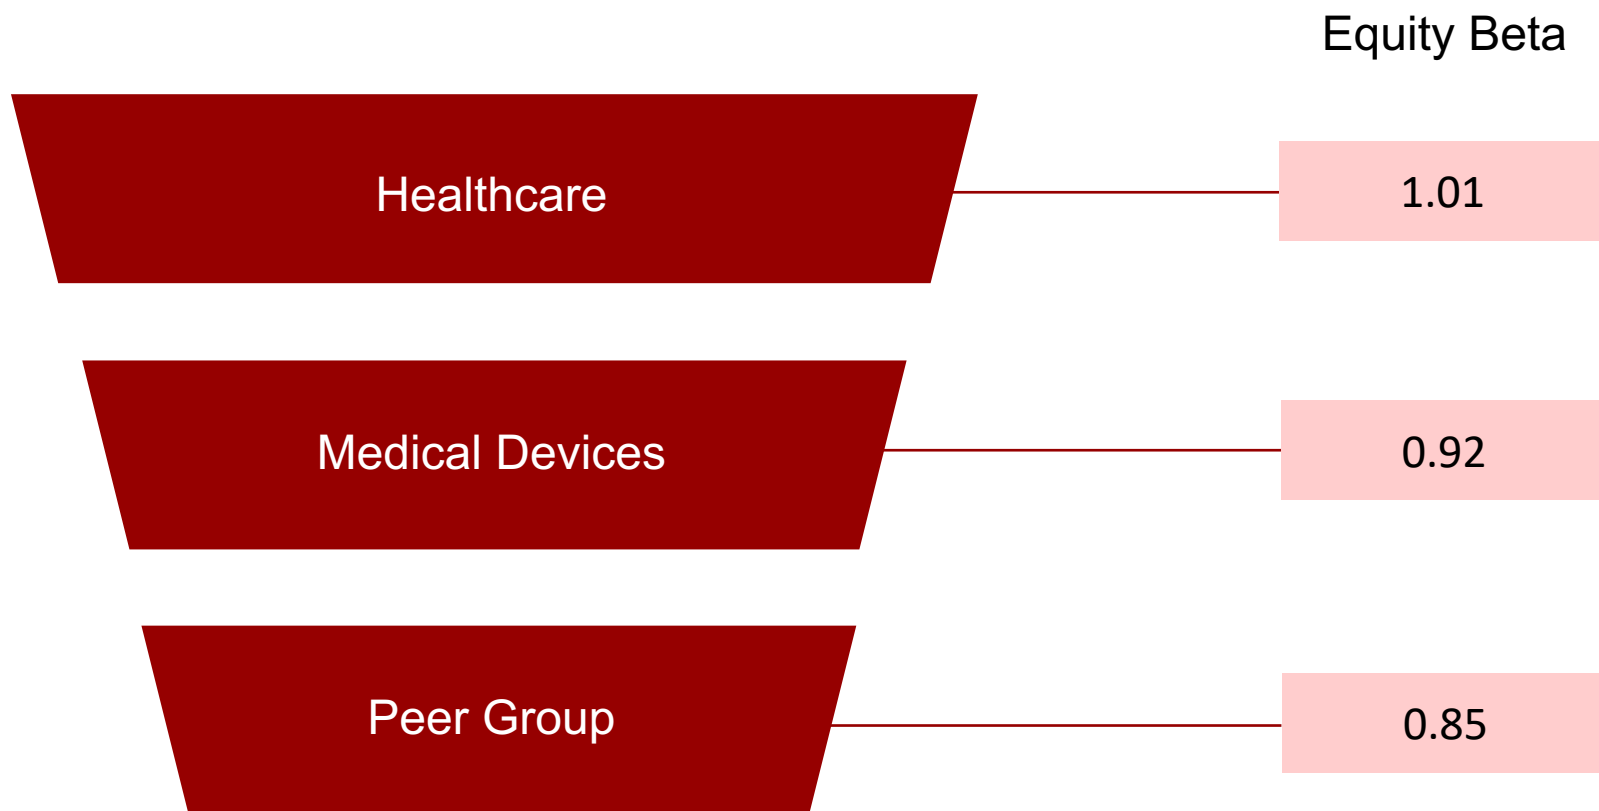 Equity Beta
Healthcare
1.01
Medical Devices
0.92
Peer Group
0.85